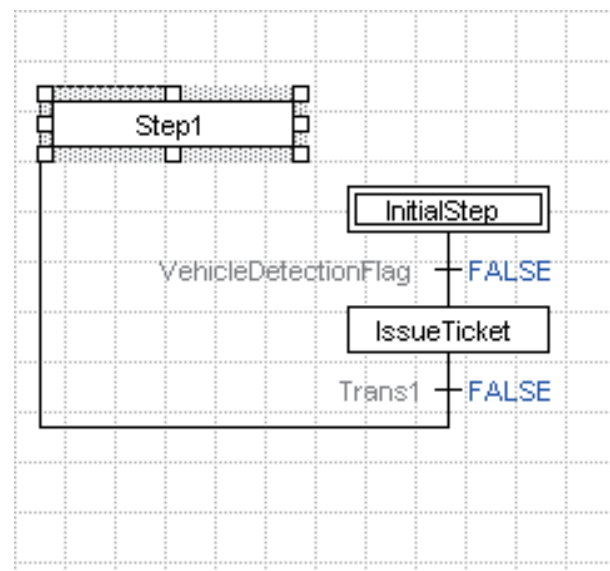 Step1
InitialStep
VehicleDetectionFlag FALSE
IssueTicket
Trans1 FALSE